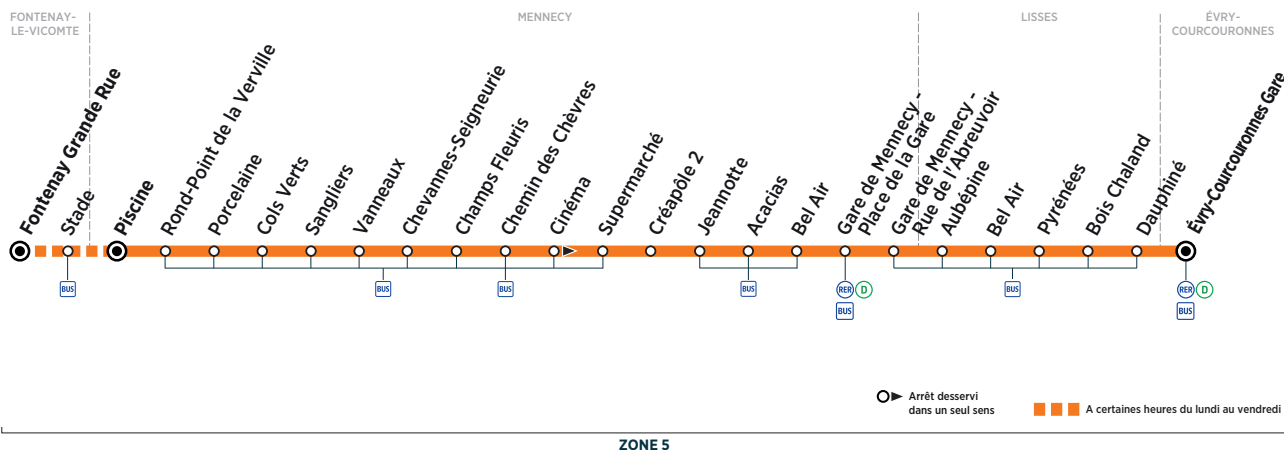 FONTENAY-
LE-VICOMTE
MENNECY
LISSES
ÉVRY-
COURCOURONNES
Fontenay Grande Rue
Stade
Piscine
Rond-Point de la Verville
Porcelaine
Cols Verts
Sangliers
Vanneaux
Chevannes-Seigneurie
Champs Fleuris
Chemin des Chèvres
Cinéma
Supermarché
Créapôle 2
Jeannotte
Acacias
Bel Air
Gare de Mennecy -
Place de la Gare
Gare de Mennecy -
Rue de l'Abreuvoir
Aubépine
Bel Air
Pyrénées
Bois Chaland
Dauphiné
Évry-Courcouronnes Gare
BUS
BUS
BUS
BUS
RER D
BUS
BUS
RER D
BUS
Arrêt desservi
dans un seul sens
A certaines heures du lundi au vendredi
ZONE 5